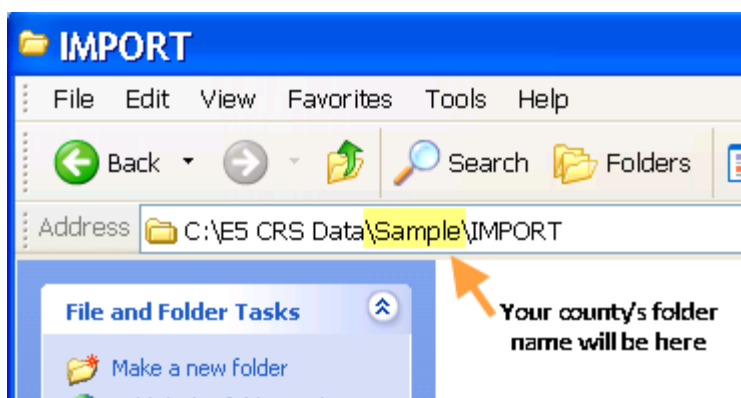 IMPORT
File Edit View Favorites Tools Help
Back Search Folders
Address C:\E5 CRS Data\Sample\IMPORT
File and Folder Tasks
Your county's folder
name will be here
Make a new folder